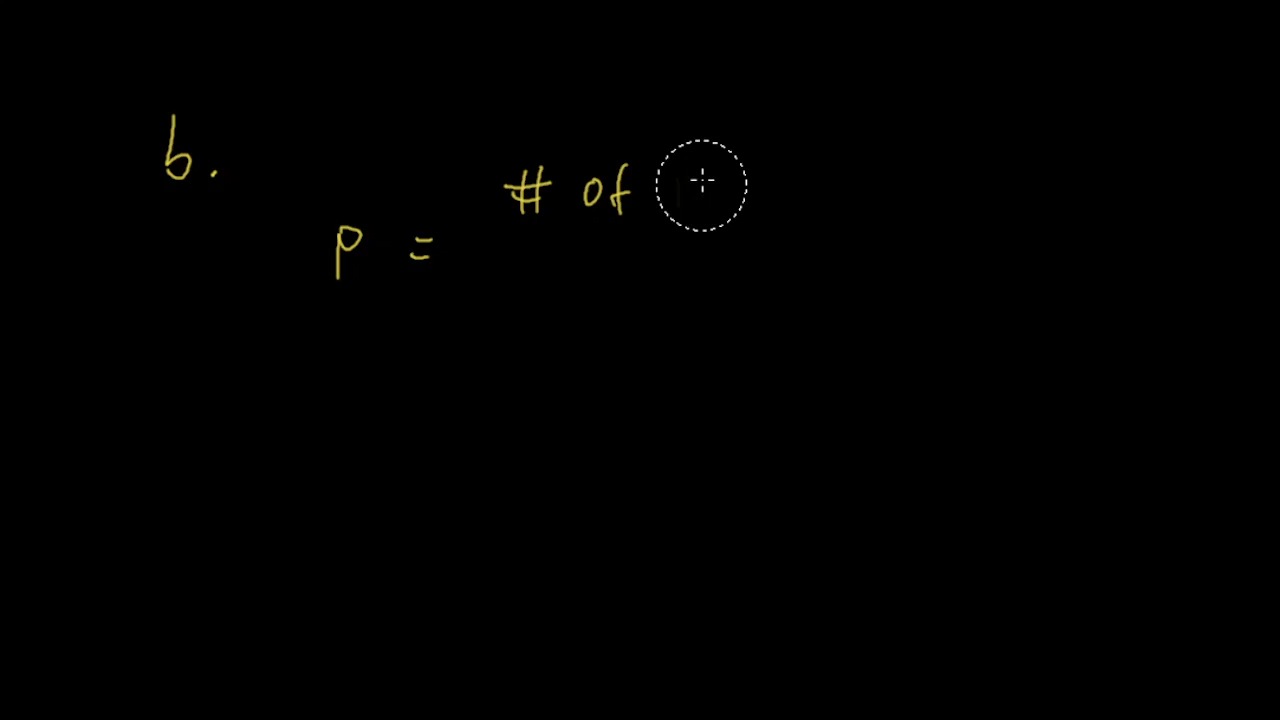 b.
# of
p =